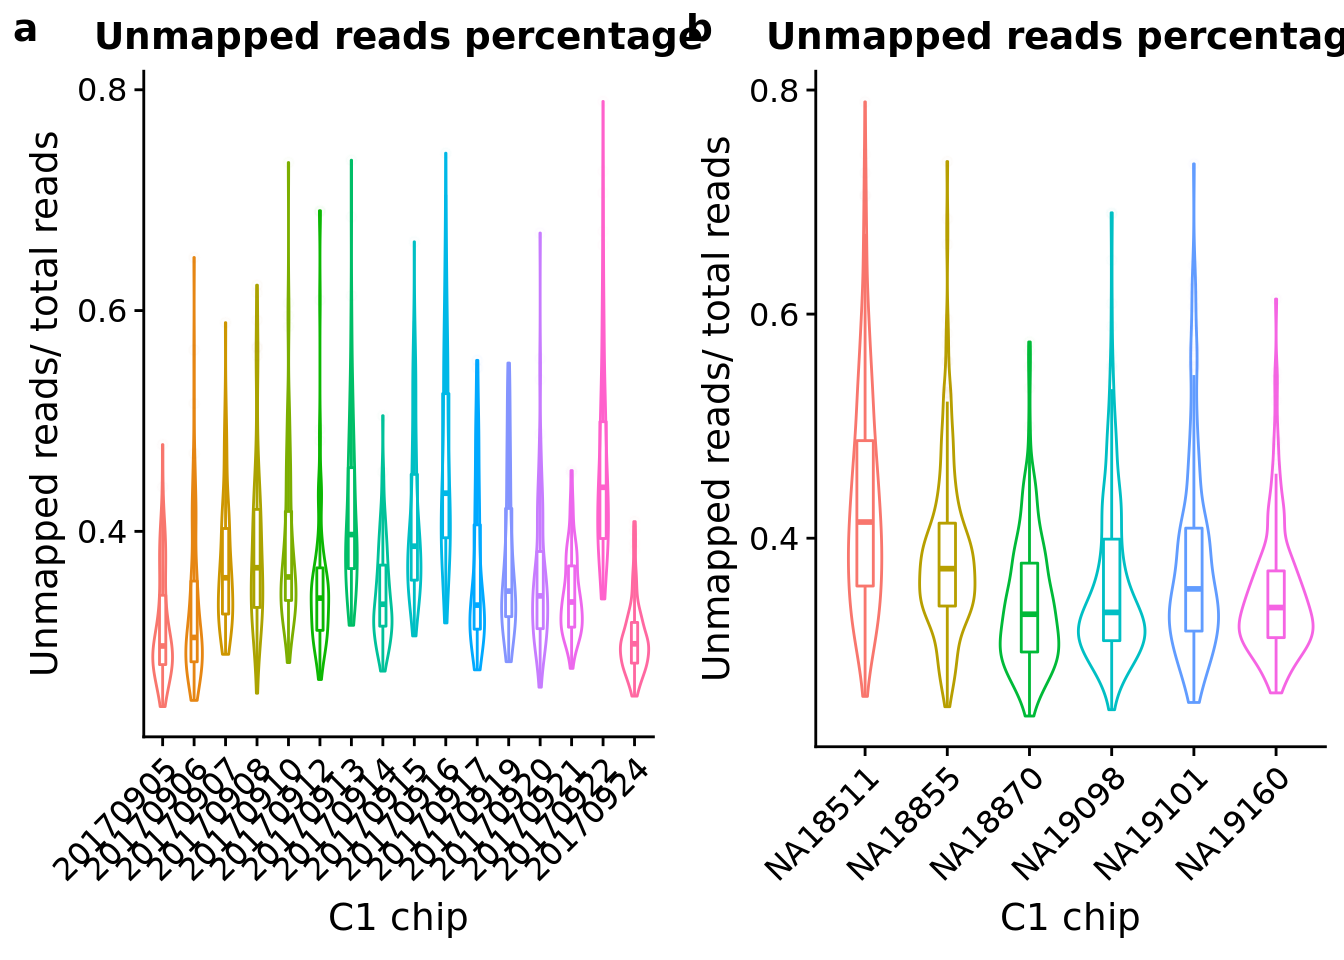 a
Unmapped reads percentage
Unmapped reads/ total reads
0.8
0.6
0.4
20170905
20170906
20170907
20170908
20170910
20170912
20170913
20170914
20170915
20170916
20170917
20170919
20170920
20170921
20170922
20170924
C1 chip
b
Unmapped reads percentag
Unmapped reads/ total reads
0.8
0.6
0.4
NA18511
NA18855
NA18870
NA19098
NA19101
NA19160
C1 chip